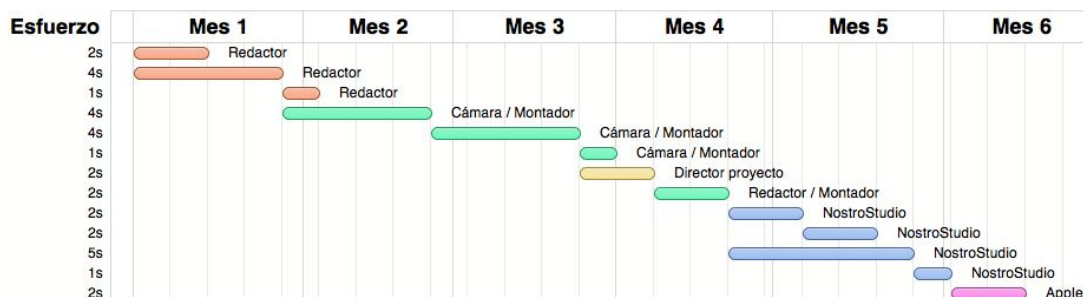 Esfuerzo Mes 1 Mes 2 Mes 3 Mes 4 Mes 5 Mes 6
2s Redactor
4s Redactor
1s Redactor
4s Cámara / Montador
4s Cámara / Montador
1s Cámara / Montador
2s Director proyecto
2s Redactor / Montador
2s NostroStudio
2s NostroStudio
5s NostroStudio
1s NostroStudio
2s Apple